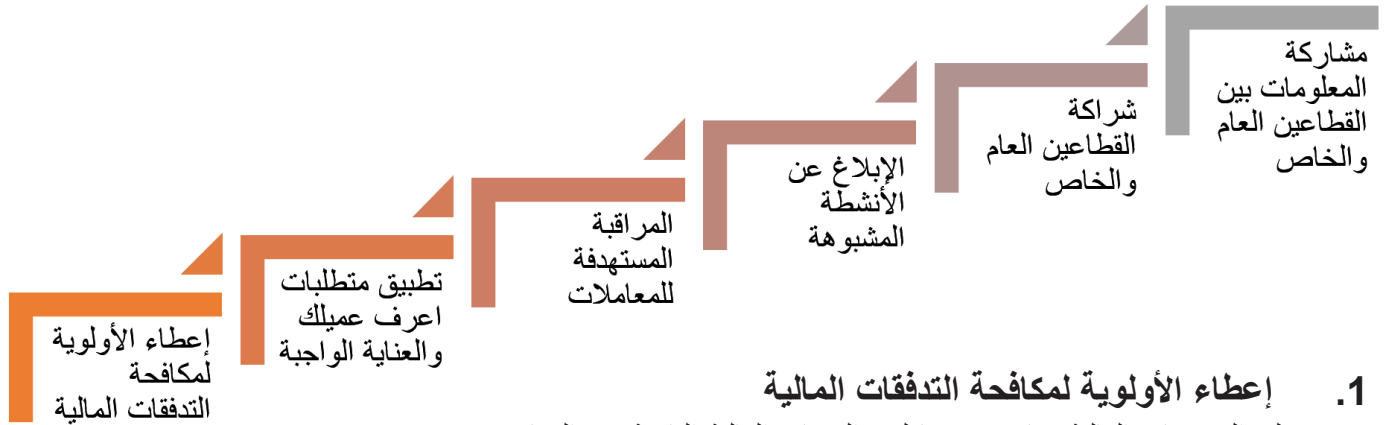 مشاركة
المعلومات بين
القطاعين العام
والخاص
شراكة
القطاعين العام
والخاص
الإبلاغ عن
الأنشطة
المشبوهة
المراقبة
المستهدفة
للمعاملات
تطبيق متطلبات
اعرف عميلك
والعناية الواجبة
إعطاء الأولوية
لمكافحة
التدفقات المالية
1. إعطاء الأولوية لمكافحة التدفقات المالية